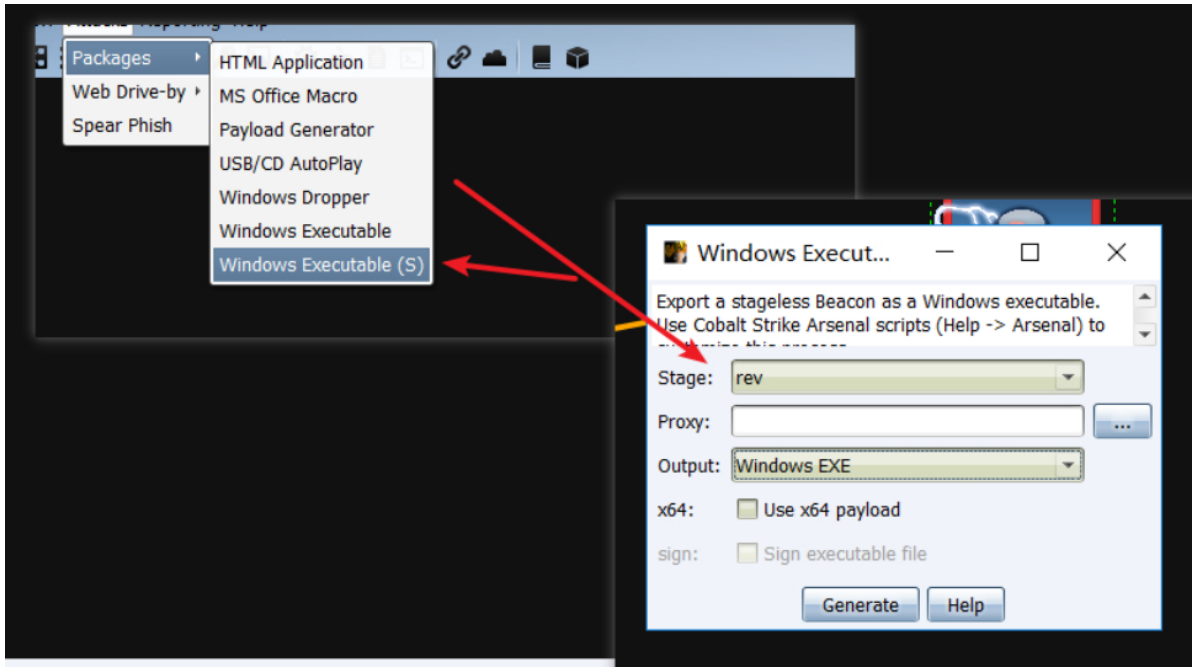 Reporting Help
Packages
Web Drive-by
Spear Phish
HTML Application
MS Office Macro
Payload Generator
USB/CD AutoPlay
Windows Dropper
Windows Executable
Windows Executable (S)
Windows Execut...
Export a stageless Beacon as a Windows executable.
Use Cobalt Strike Arsenal scripts (Help -> Arsenal) to
Stage: rev
Proxy: ...
Output: Windows EXE
x64: Use x64 payload
sign: Sign executable file
Generate Help